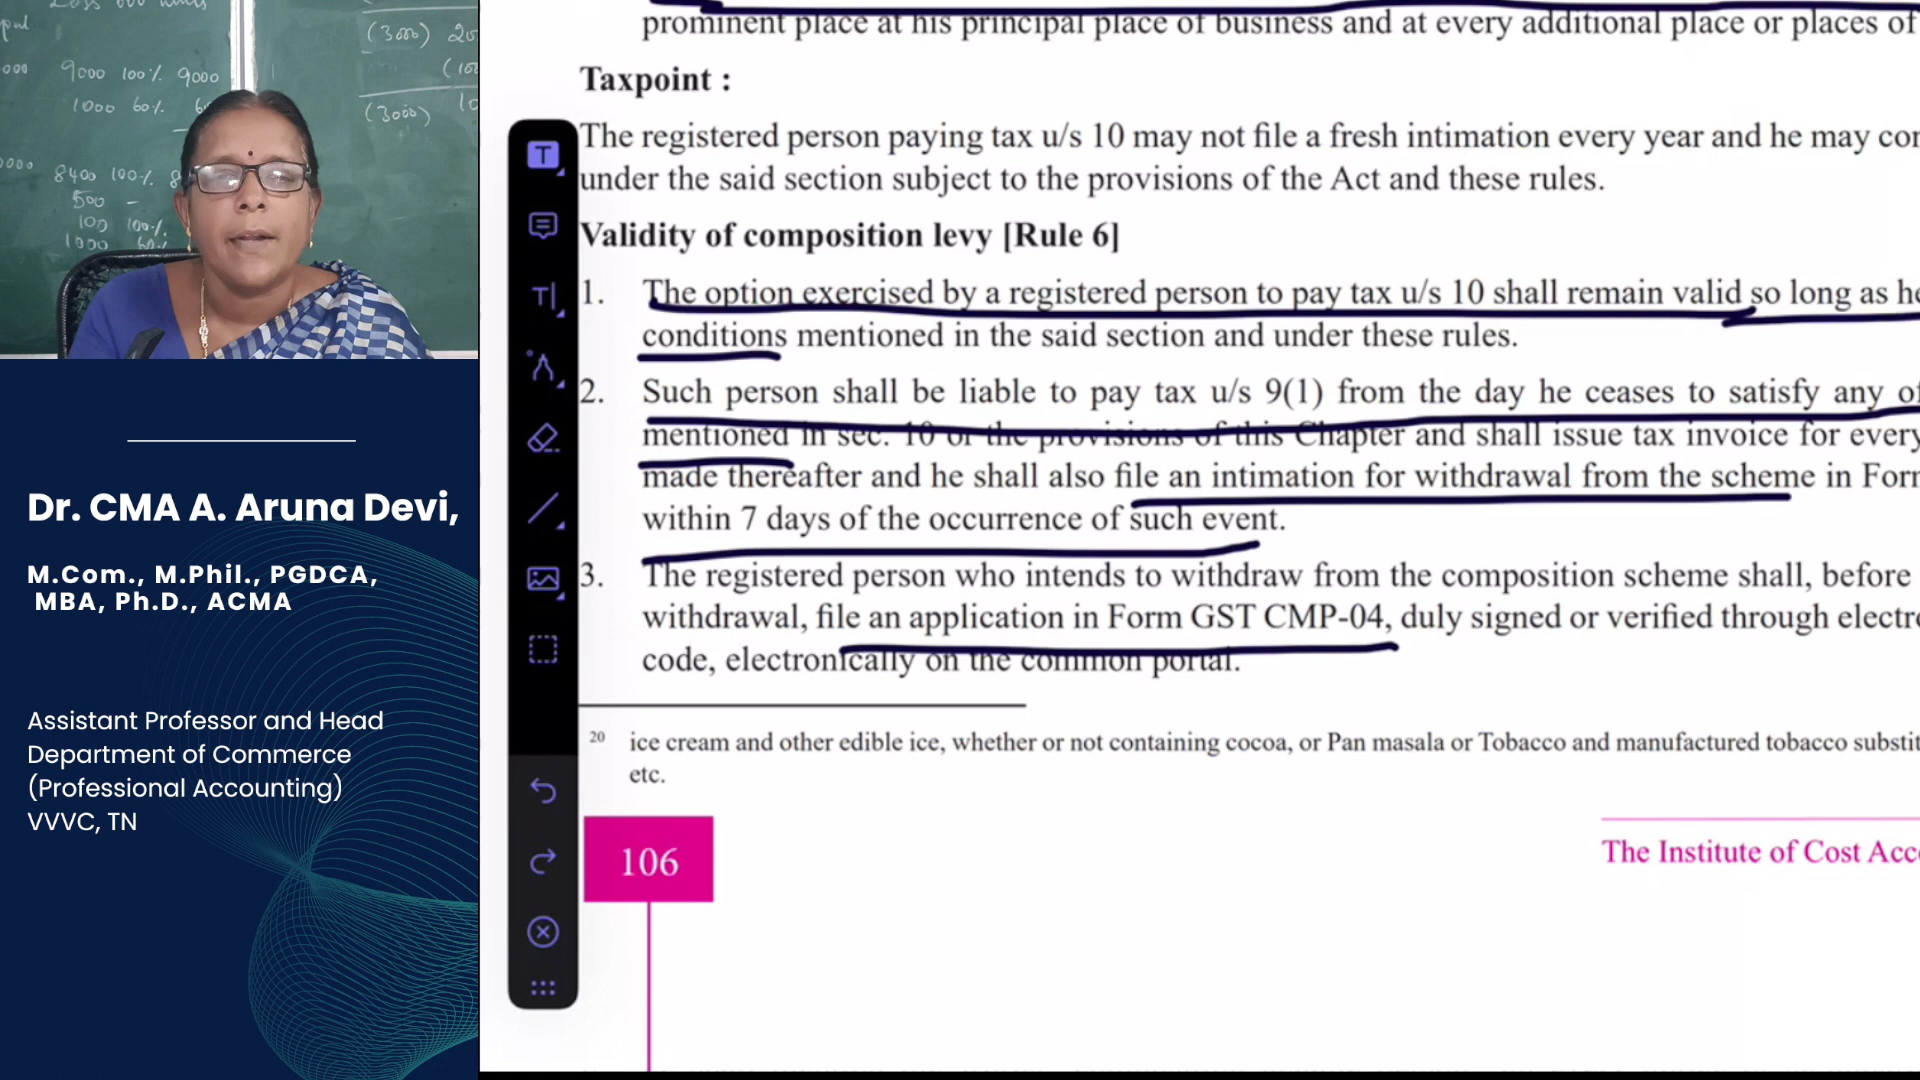 Loss 600 units
9000 100% 9000
1000 60%
8400 100%
500 -
100 100%
1000 60%
(3000) 20
(3000) 10
Dr. CMA A. Aruna Devi,
M.Com., M.Phil., PGDCA,
MBA, Ph.D., ACMA
Assistant Professor and Head
Department of Commerce
(Professional Accounting)
VVVC, TN
prominent place at his principal place of business and at every additional place or places of
Taxpoint :
The registered person paying tax u/s 10 may not file a fresh intimation every year and he may con
under the said section subject to the provisions of the Act and these rules.
Validity of composition levy [Rule 6]
1. The option exercised by a registered person to pay tax u/s 10 shall remain valid so long as he
conditions mentioned in the said section and under these rules.
2. Such person shall be liable to pay tax u/s 9(1) from the day he ceases to satisfy any of
mentioned in sec. 10 or the provisions of this Chapter and shall issue tax invoice for every
made thereafter and he shall also file an intimation for withdrawal from the scheme in Form
within 7 days of the occurrence of such event.
3. The registered person who intends to withdraw from the composition scheme shall, before
withdrawal, file an application in Form GST CMP-04, duly signed or verified through electro
code, electronically on the common portal.
20 ice cream and other edible ice, whether or not containing cocoa, or Pan masala or Tobacco and manufactured tobacco substit
etc.
106
The Institute of Cost Acc